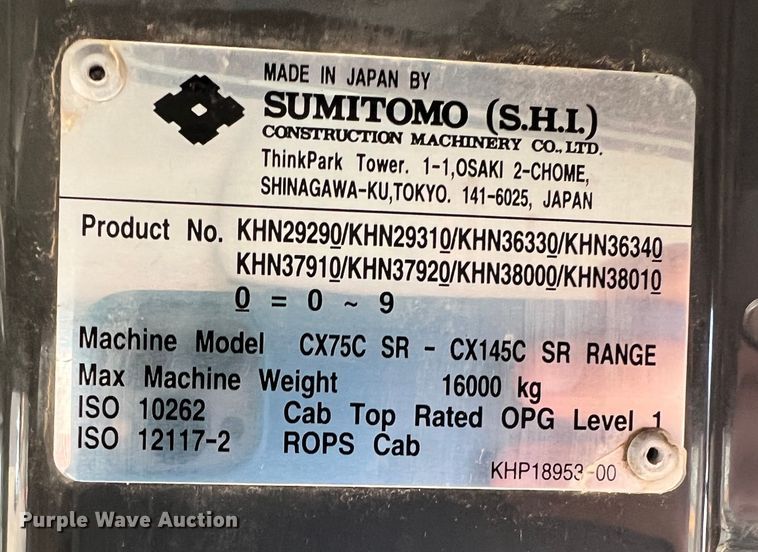 MADE IN JAPAN BY
SUMITOMO (S.H.I.)
CONSTRUCTION MACHINERY CO., LTD.
ThinkPark Tower. 1-1,OSAKI 2-CHOME,
SHINAGAWA-KU,TOKYO. 141-6025, JAPAN
Product No. KHN29290/KHN29310/KHN36330/KHN36340
KHN37910/KHN37920/KHN38000/KHN38010
0 = 0 ~ 9
Machine Model CX75C SR - CX145C SR RANGE
Max Machine Weight 16000 kg
ISO 10262 Cab Top Rated OPG Level 1
ISO 12117-2 ROPS Cab
KHP18953-00
Purple Wave Auction